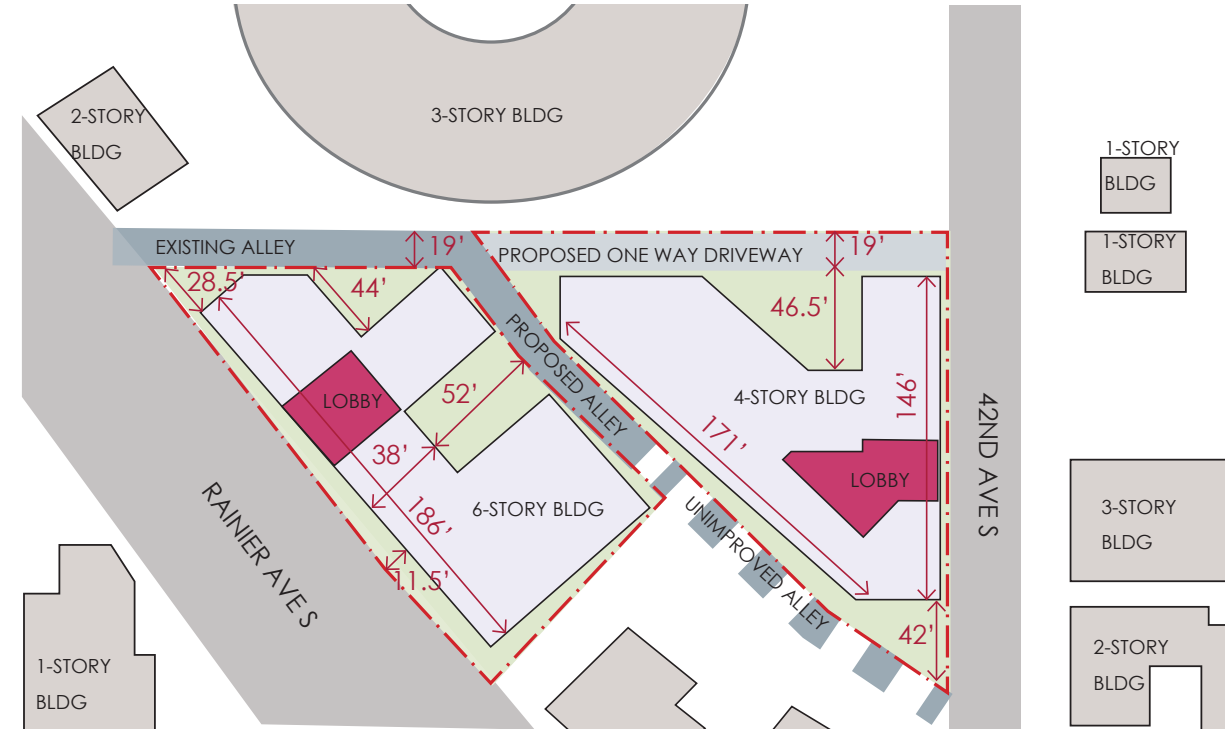 3-STORY BLDG
2-STORY
BLDG
1-STORY
BLDG
1-STORY
BLDG
EXISTING ALLEY
19'
PROPOSED ONE WAY DRIVEWAY
19'
28.5'
44'
46.5'
PROPOSED ALLEY
52'
LOBBY
4-STORY BLDG
146'
42ND AVE S
171'
38'
LOBBY
186'
6-STORY BLDG
RAINIER AVE S
UNIMPROVED ALLEY
3-STORY
BLDG
11.5'
42'
1-STORY
BLDG
2-STORY
BLDG